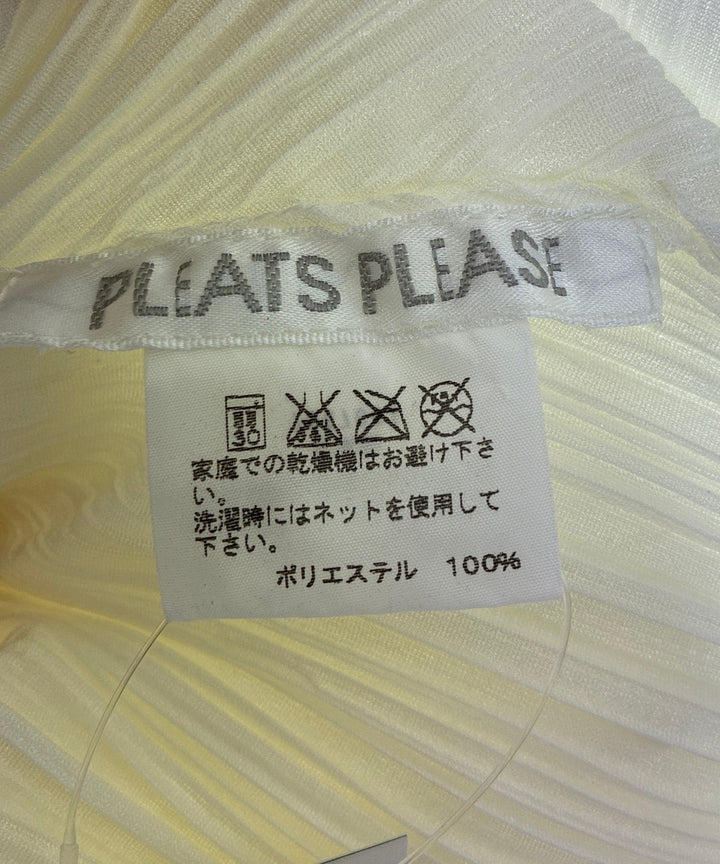 PLEATS PLEASE
30
家庭での乾燥機はお避け下さ
い。
洗濯時にはネットを使用して
下さい。
ポリエステル 100%